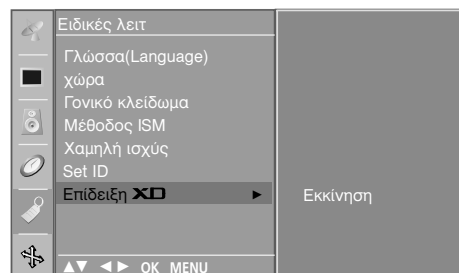 Ειδικές λειτ
Γλώσσα(Language)
χώρα
Γονικό κλείδωμα
Μέθοδος ISM
Χαμηλή ισχύς
Set ID
Επίδειξη XD ► Εκκίνηση
▲▼ ◄► OK MENU